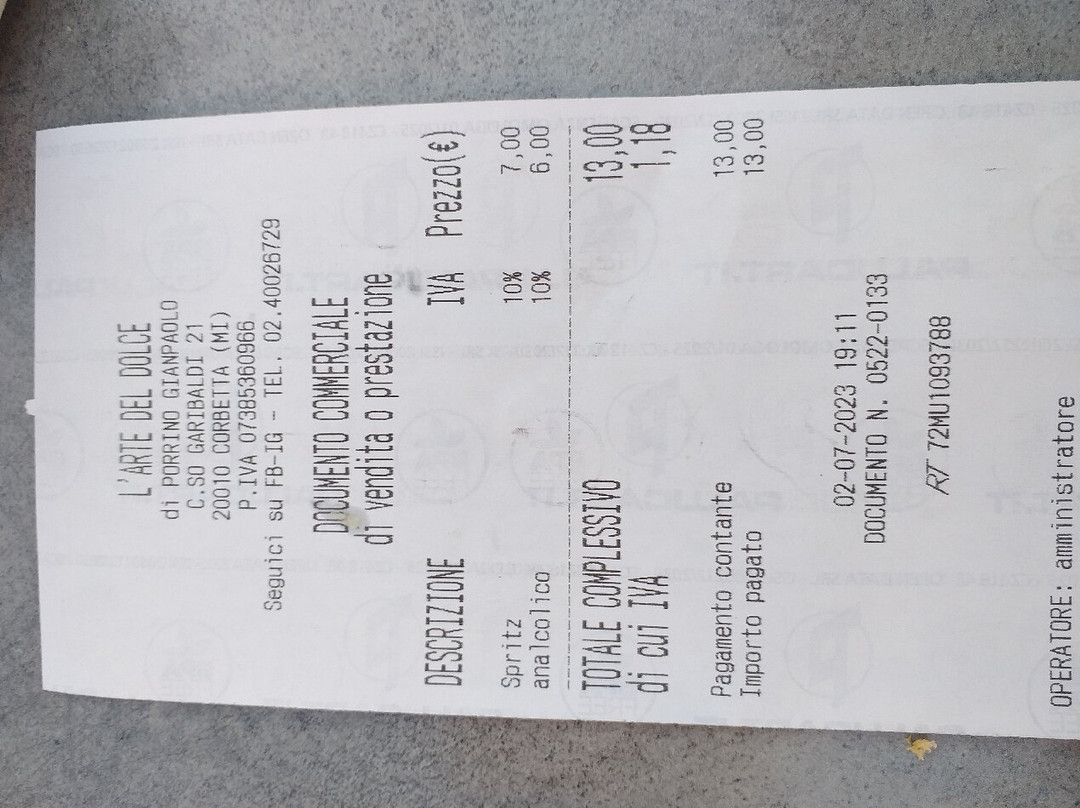 L'ARTE DEL DOLCE
di PORRINO GIANPAOLO
C.SO GARIBALDI 21
20010 CORBETTA (MI)
P.IVA 07385360966
Seguici su FB-IG - TEL 02.40026729
DOCUMENTO COMMERCIALE
di vendita o prestazione
DESCRIZIONE IVA Prezzo(€)
Spritz 10% 7,00
analcolico 10% 6,00
TOTALE COMPLESSIVO 13,00
di cui IVA 1,18
Pagamento contante 13,00
Importo pagato 13,00
02-07-2023 19:11
DOCUMENTO N. 0522-0133
RT 72MU1093788
OPERATORE: amministratore